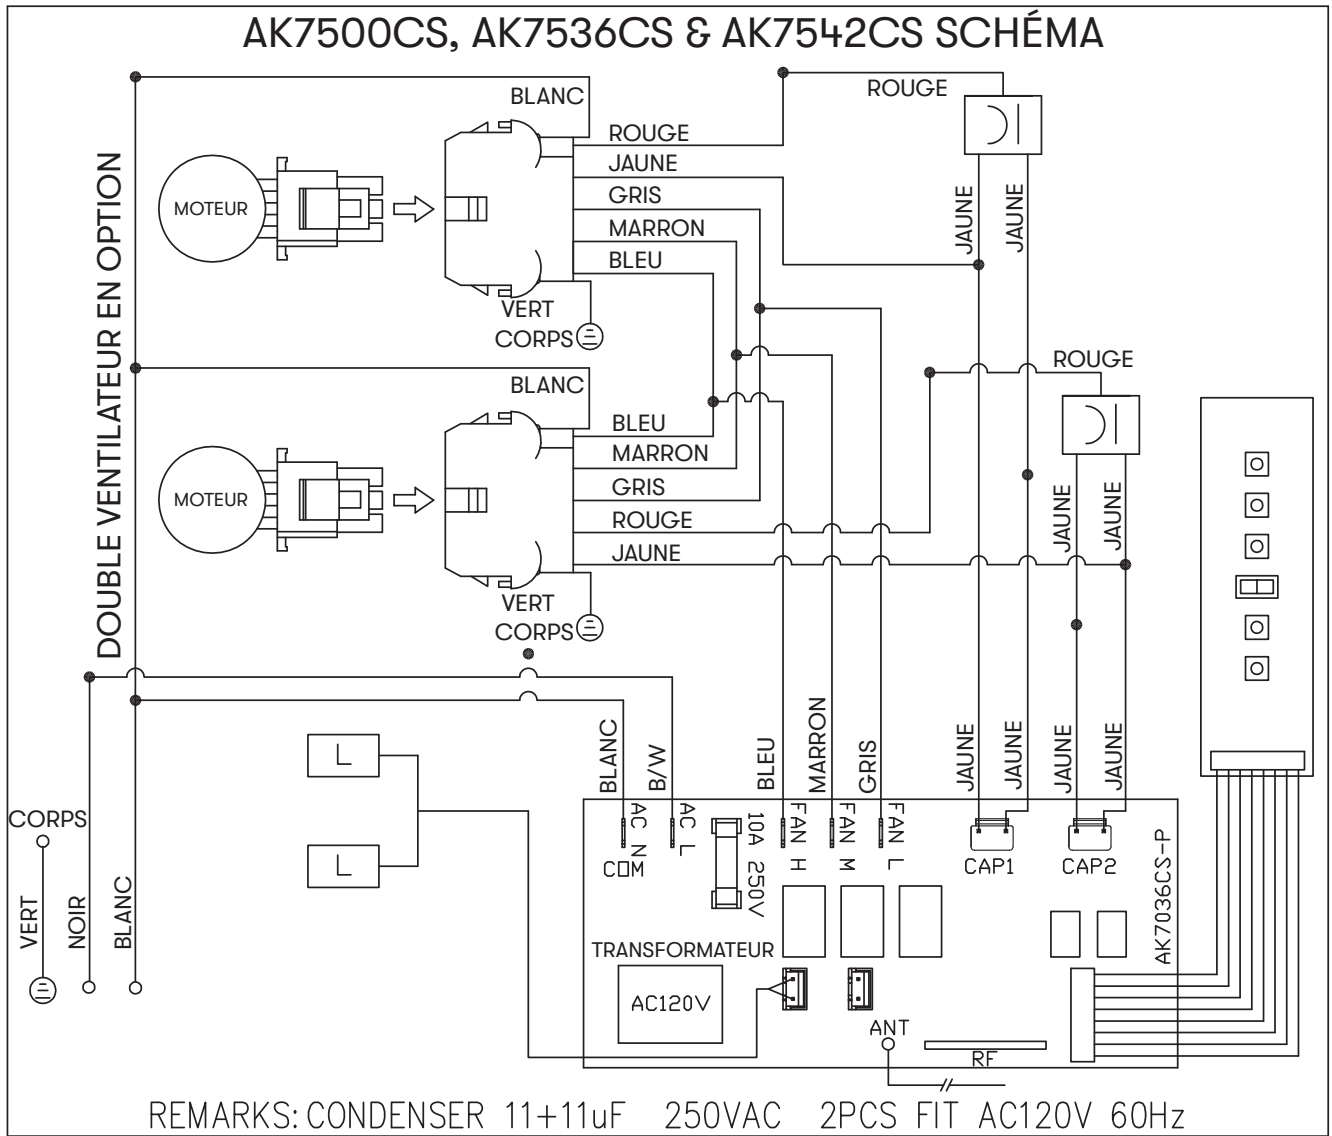 AK7500CS, AK7536CS & AK7542CS SCHÉMA
DOUBLE VENTILATEUR EN OPTION
BLANC
ROUGE
JAUNE
GRIS
MARRON
BLEU
VERT
CORPS
MOTEUR
ROUGE
JAUNE
JAUNE
BLANC
BLEU
MARRON
GRIS
ROUGE
JAUNE
VERT
CORPS
MOTEUR
ROUGE
JAUNE
JAUNE
L
L
CORPS
VERT
NOIR
BLANC
BLANC
B/W
BLEU
MARRON
GRIS
JAUNE
JAUNE
JAUNE
JAUNE
AC N
COM
AC L
10A 250V
FAN H
FAN M
FAN L
CAP1
CAP2
AK7036CS-P
TRANSFORMATEUR
AC120V
ANT
RF
REMARKS: CONDENSER 11+11uF 250VAC 2PCS FIT AC120V 60Hz